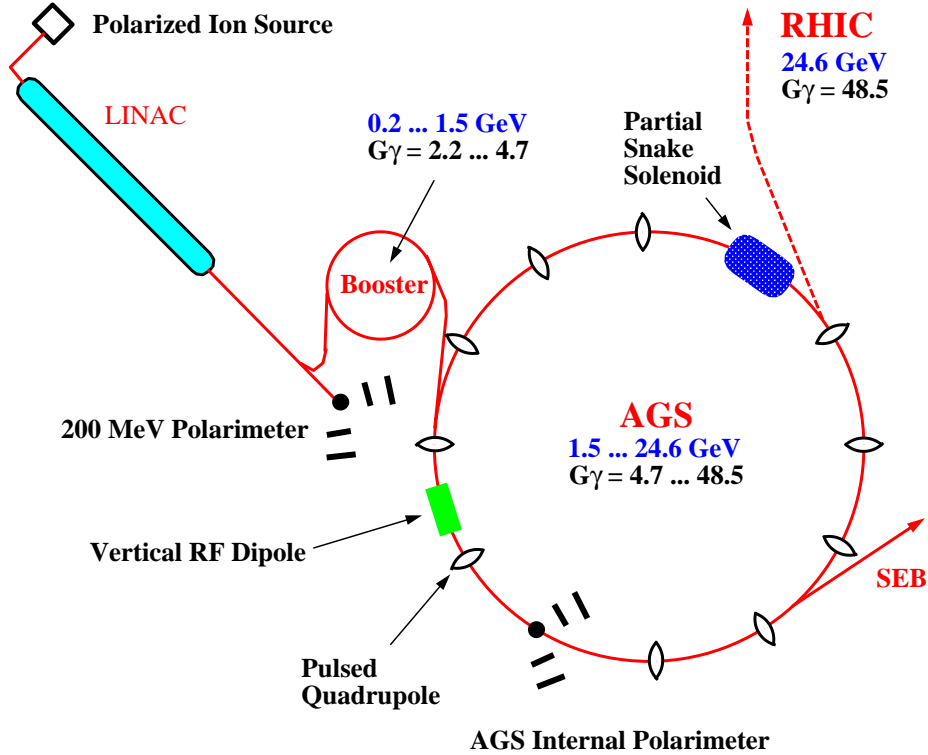 Polarized Ion Source
LINAC
RHIC
24.6 GeV
Gγ = 48.5
0.2 ... 1.5 GeV
Gγ = 2.2 ... 4.7
Partial
Snake
Solenoid
Booster
200 MeV Polarimeter
AGS
1.5 ... 24.6 GeV
Gγ = 4.7 ... 48.5
Vertical RF Dipole
SEB
Pulsed
Quadrupole
AGS Internal Polarimeter